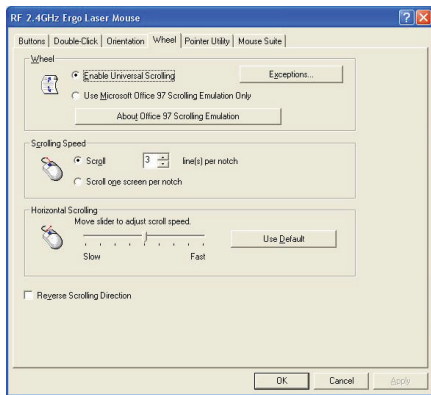 RF 2.4GHz Ergo Laser Mouse
Buttons Double-Click Orientation Wheel Pointer Utility Mouse Suite
Wheel
Enable Universal Scrolling
Exceptions...
Use Microsoft Office 97 Scrolling Emulation Only
About Office 97 Scrolling Emulation
Scrolling Speed
Scroll 3 line(s) per notch
Scroll one screen per notch
Horizontal Scrolling
Move slider to adjust scroll speed.
Slow Fast
Use Default
Reverse Scrolling Direction
OK Cancel Apply